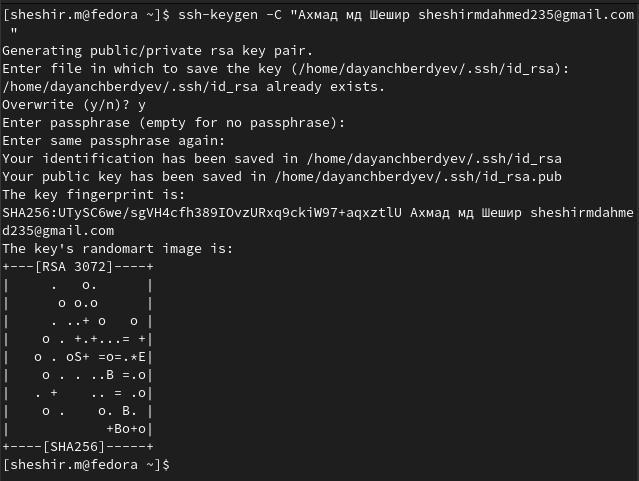 [sheshir.m@fedora ~]$ ssh-keygen -C "Ахмад мд Шешир sheshirmdahmed235@gmail.com
 "
Generating public/private rsa key pair.
Enter file in which to save the key (/home/dayanchberdyev/.ssh/id_rsa):
/home/dayanchberdyev/.ssh/id_rsa already exists.
Overwrite (y/n)? y
Enter passphrase (empty for no passphrase):
Enter same passphrase again:
Your identification has been saved in /home/dayanchberdyev/.ssh/id_rsa
Your public key has been saved in /home/dayanchberdyev/.ssh/id_rsa.pub
The key fingerprint is:
SHA256:UTySC6we/sgVH4cfh389IOvzURxq9ckiW97+aqxztlU Ахмад мд Шешир sheshirmdahme
d235@gmail.com
The key's randomart image is:
+---[RSA 3072]----+
|     .   o.      |
|      o o.o      |
|     . ..+ o   o |
|    o . +.+...= +|
|   o . oS+ =o=.*E|
|    o . . ..B =.o|
|   . +    .. = .o|
|    o .    o. B. |
|            +Bo+o|
+----[SHA256]-----+
[sheshir.m@fedora ~]$